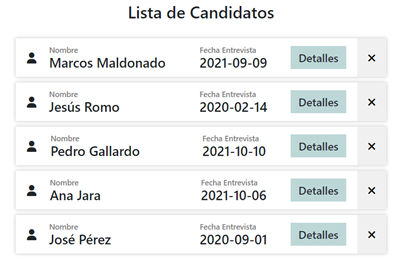 Lista de Candidatos
Nombre Fecha Entrevista
Marcos Maldonado 2021-09-09 Detalles ×
Nombre Fecha Entrevista
Jesús Romo 2020-02-14 Detalles ×
Nombre Fecha Entrevista
Pedro Gallardo 2021-10-10 Detalles ×
Nombre Fecha Entrevista
Ana Jara 2021-10-06 Detalles ×
Nombre Fecha Entrevista
José Pérez 2020-09-01 Detalles ×